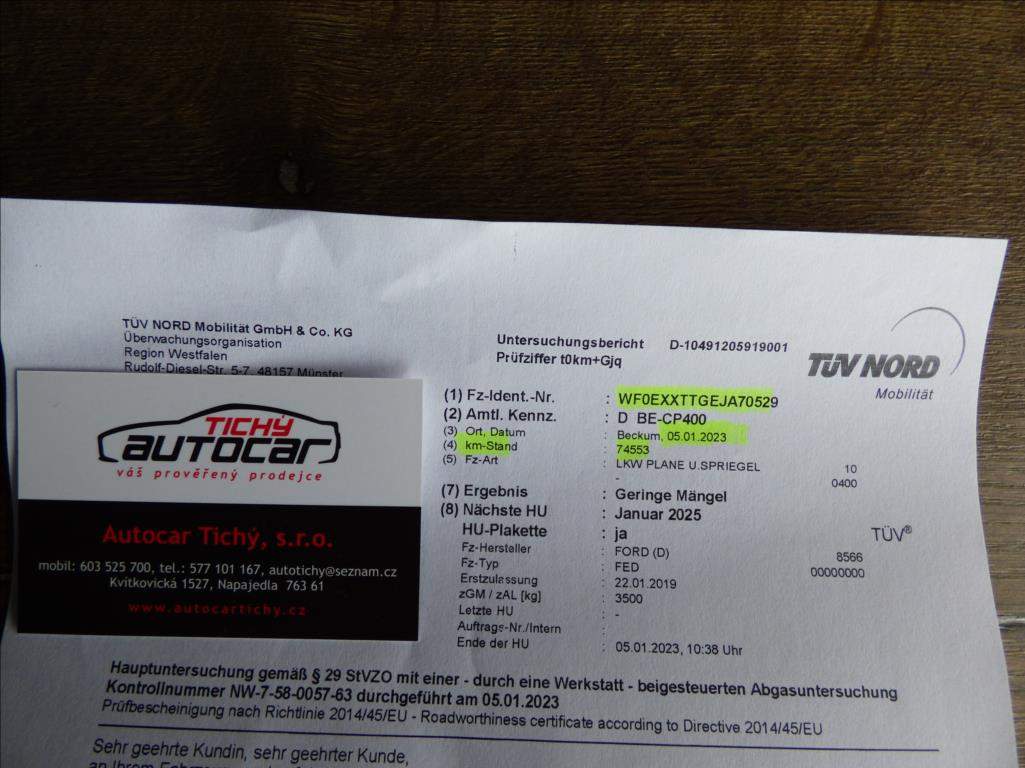 TÜV NORD Mobilität GmbH & Co. KG
Überwachungsorganisation
Region Westfalen
Rudolf-Diesel-Str. 5-7, 48157 Münster
Untersuchungsbericht D-10491205919001
Prüfziffer t0km+Gjq
TÜV NORD
Mobilität
(1) Fz-Ident.-Nr. : WF0EXXTTGEJA70529
(2) Amtl. Kennz. : D BE-CP400
(3) Ort, Datum : Beckum, 05.01.2023
(4) km-Stand : 74553
(5) Fz-Art : LKW PLANE U.SPRIEGEL 10
- 0400
(7) Ergebnis : Geringe Mängel
(8) Nächste HU : Januar 2025
HU-Plakette : ja TÜV®
Fz-Hersteller : FORD (D) 8566
Fz-Typ : FED 00000000
Erstzulassung : 22.01.2019
zGM / zAL [kg] : 3500
Letzte HU : -
Auftrags-Nr./Intern :
Ende der HU : 05.01.2023, 10:38 Uhr
TICHÝ
autocar
váš prověřený prodejce
Autocar Tichý, s.r.o.
mobil: 603 525 700, tel.: 577 101 167, autotichy@seznam.cz
Kvítkovická 1527, Napajedla 763 61
www.autocartichy.cz
Hauptuntersuchung gemäß § 29 StVZO mit einer - durch eine Werkstatt - beigesteuerten Abgasuntersuchung
Kontrollnummer NW-7-58-0057-63 durchgeführt am 05.01.2023
Prüfbescheinigung nach Richtlinie 2014/45/EU - Roadworthiness certificate according to Directive 2014/45/EU
Sehr geehrte Kundin, sehr geehrter Kunde,
an Ihrem